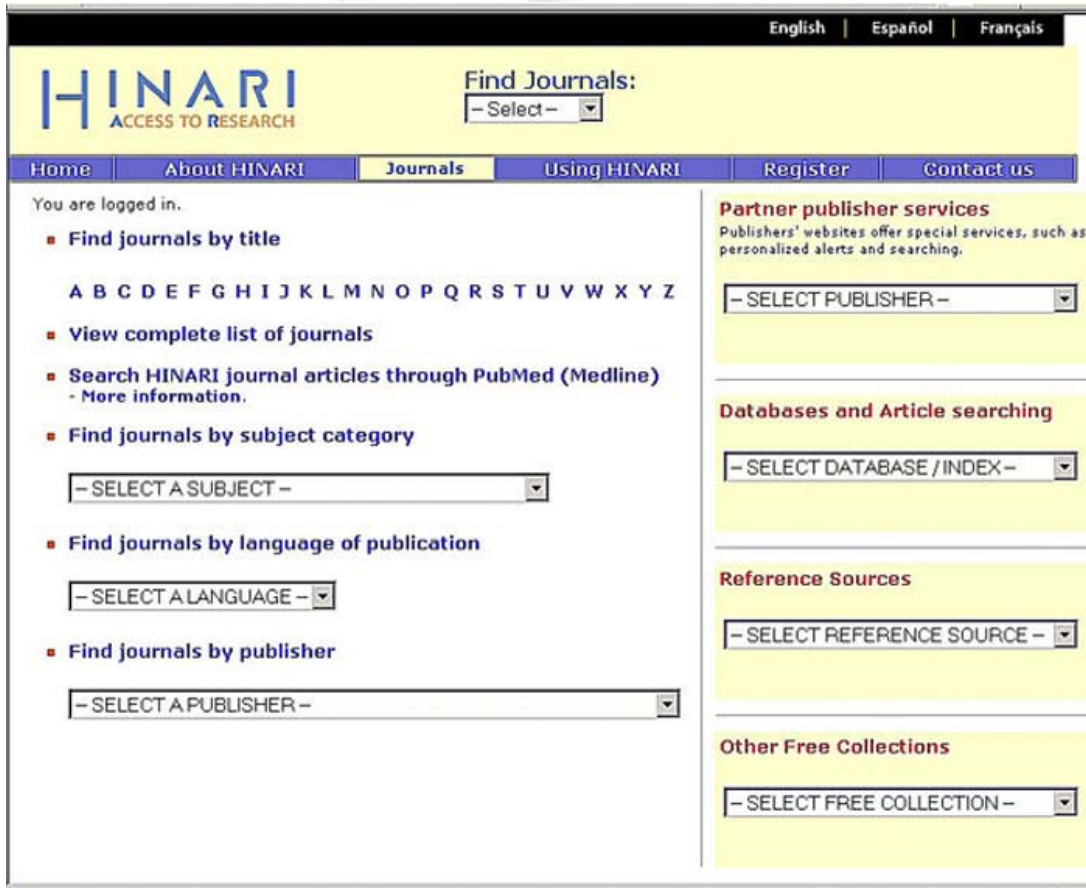 English | Español | Français
HINARI
ACCESS TO RESEARCH
Find Journals:
– Select –
Home About HINARI Journals Using HINARI Register Contact us
You are logged in.
Find journals by title
A B C D E F G H I J K L M N O P Q R S T U V W X Y Z
View complete list of journals
Search HINARI journal articles through PubMed (Medline)
- More information.
Find journals by subject category
– SELECT A SUBJECT –
Find journals by language of publication
– SELECT A LANGUAGE –
Find journals by publisher
– SELECT A PUBLISHER –
Partner publisher services
Publishers' websites offer special services, such as
personalized alerts and searching.
– SELECT PUBLISHER –
Databases and Article searching
– SELECT DATABASE / INDEX –
Reference Sources
– SELECT REFERENCE SOURCE –
Other Free Collections
– SELECT FREE COLLECTION –